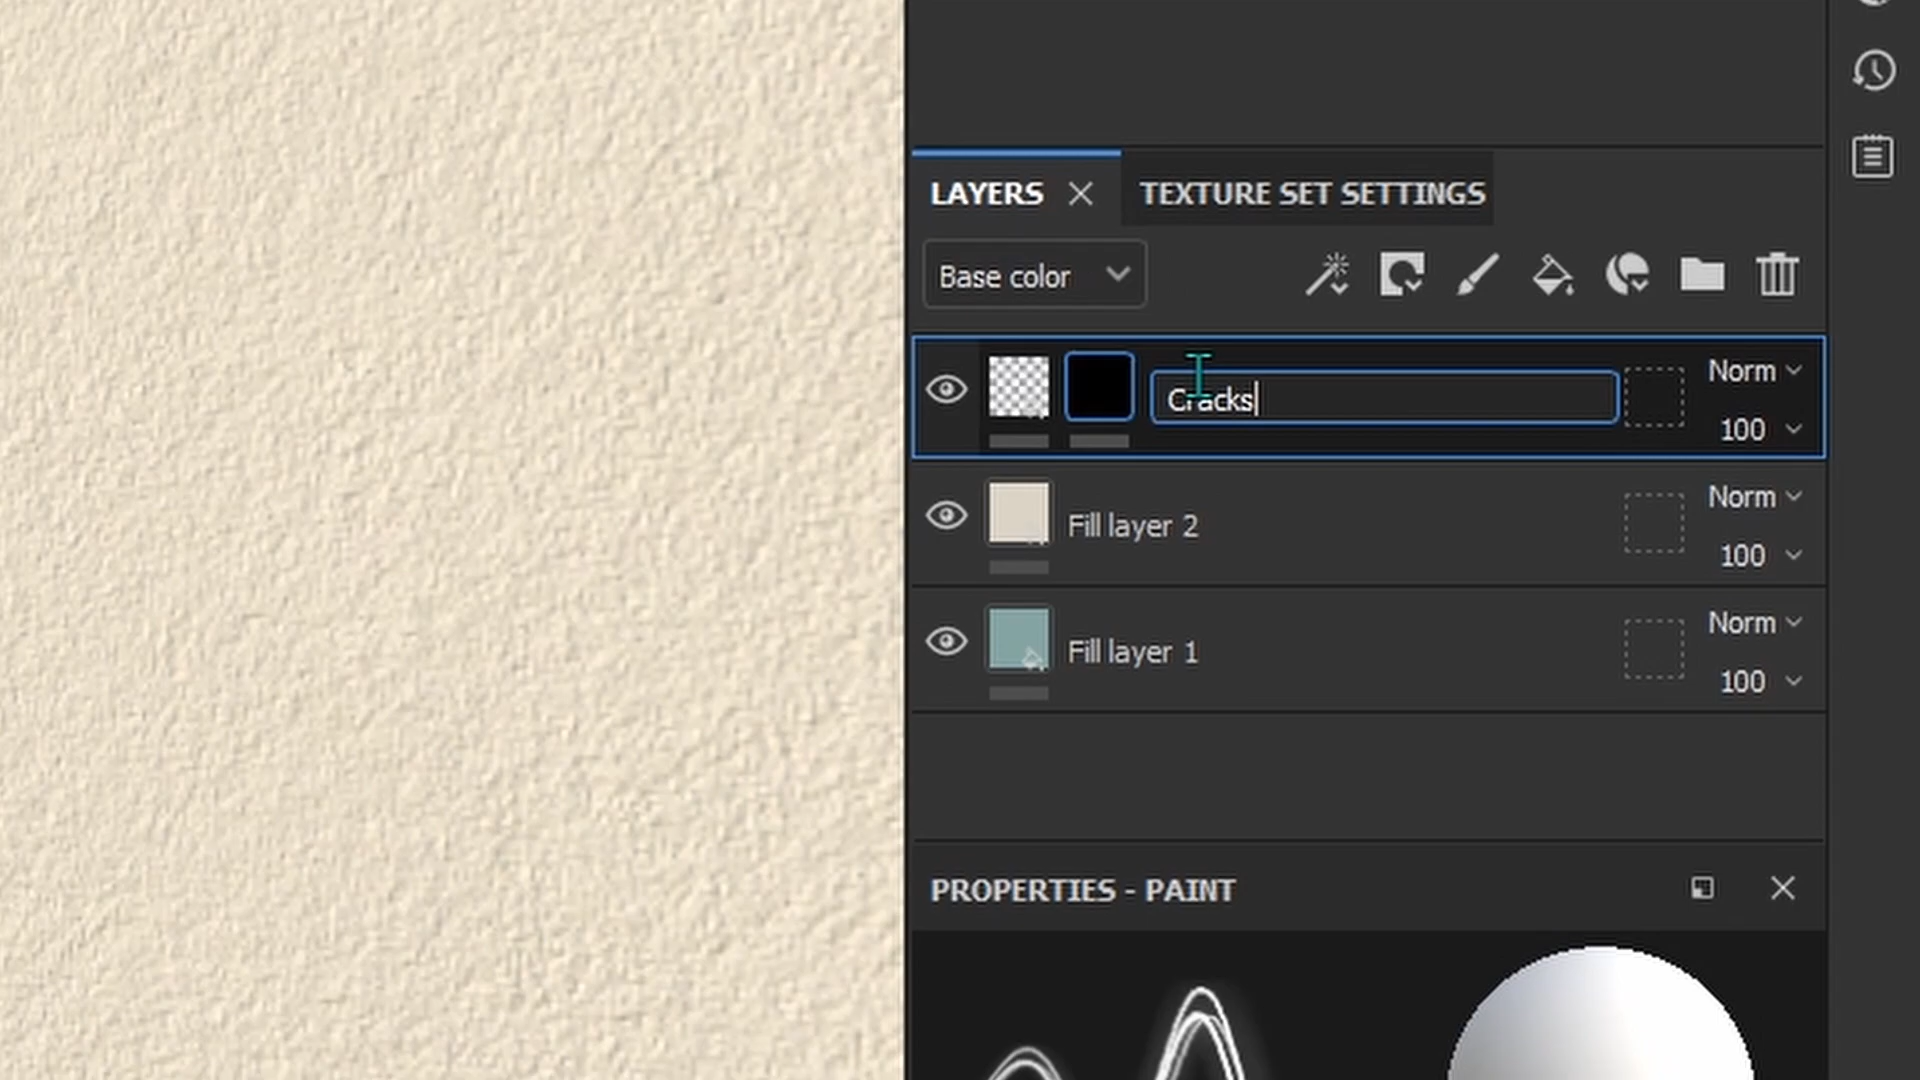 LAYERS
TEXTURE SET SETTINGS
Base color
Norm
Cracks
100
Norm
Fill layer 2
100
Norm
Fill layer 1
100
PROPERTIES - PAINT